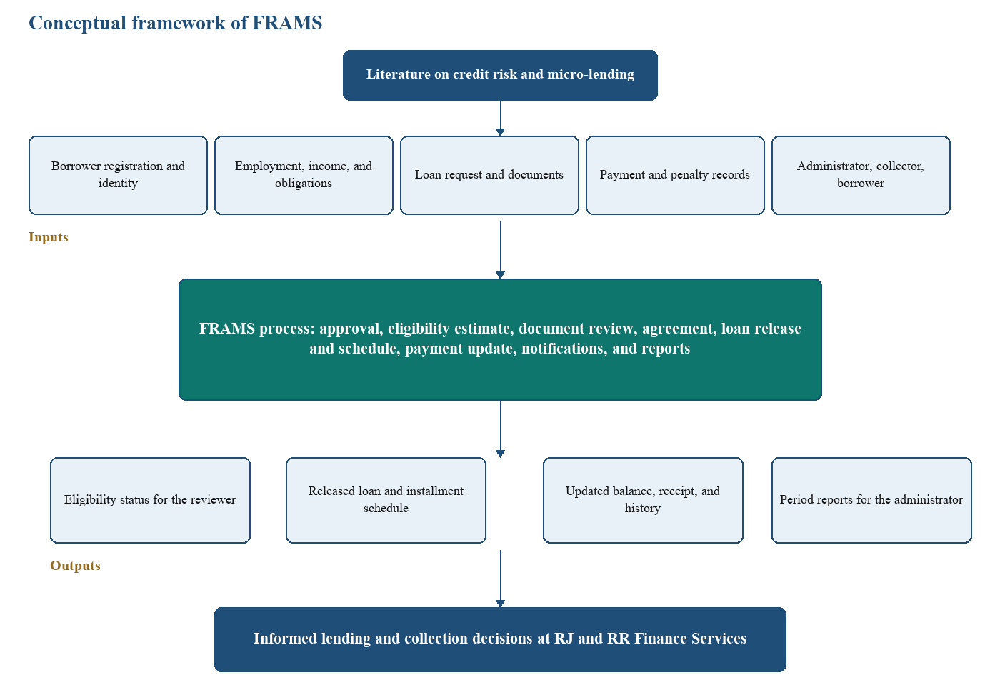 Conceptual framework of FRAMS
Literature on credit risk and micro-lending
Borrower registration and
identity
Employment, income, and
obligations
Loan request and documents
Payment and penalty records
Administrator, collector,
borrower
Inputs
FRAMS process: approval, eligibility estimate, document review, agreement, loan release
and schedule, payment update, notifications, and reports
Eligibility status for the reviewer
Released loan and installment
schedule
Updated balance, receipt, and
history
Period reports for the administrator
Outputs
Informed lending and collection decisions at RJ and RR Finance Services